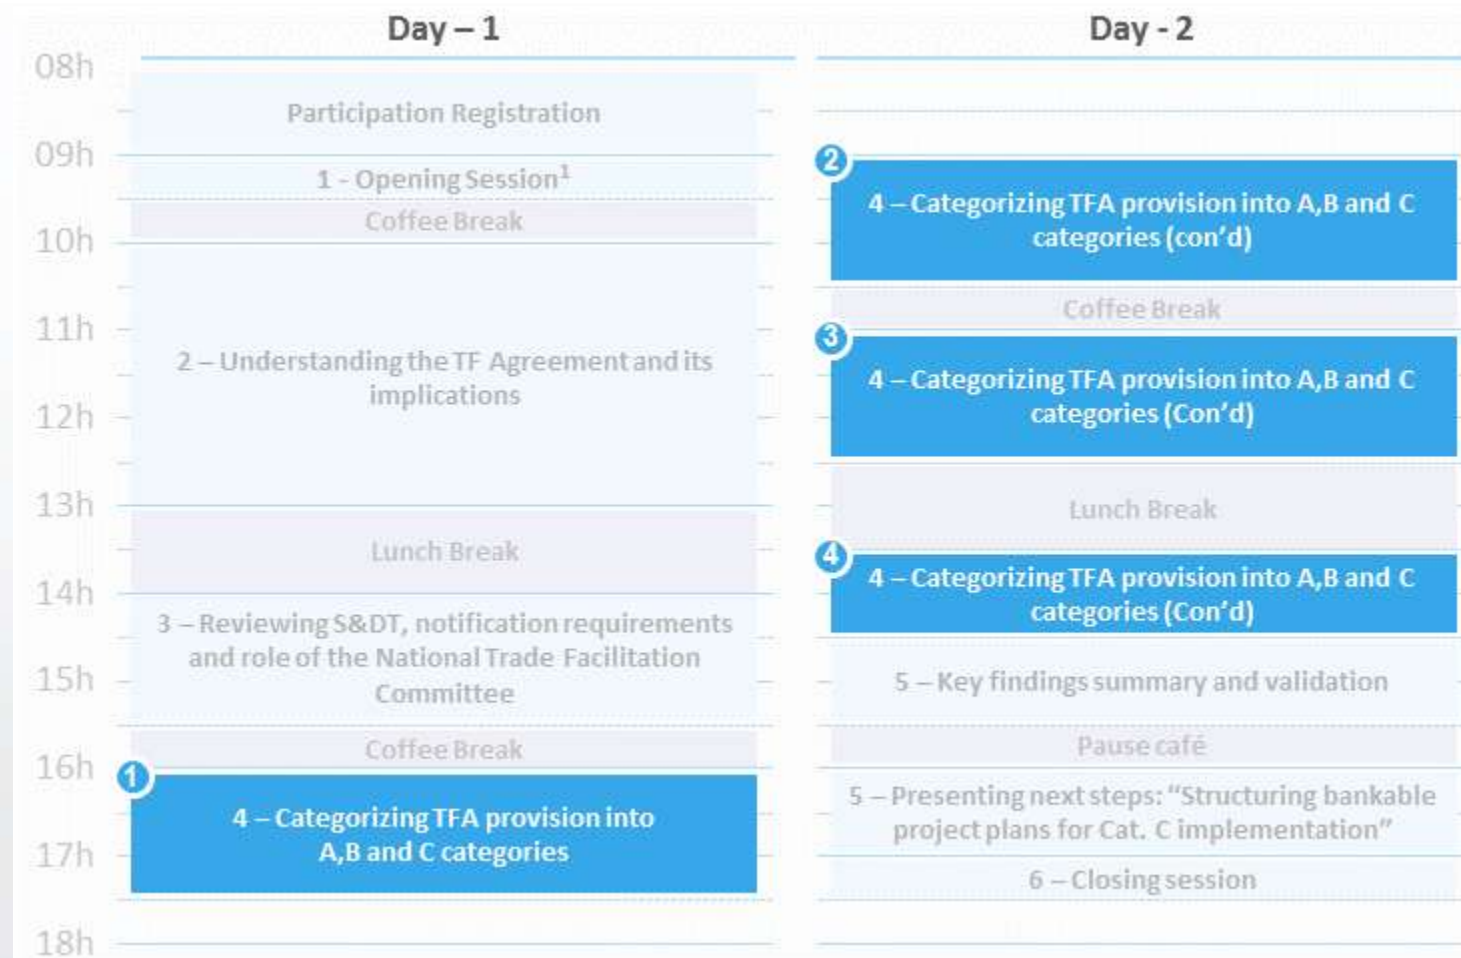 Day – 1
Day - 2
08h
Participation Registration
09h
1 - Opening Session¹
Coffee Break
10h
2 – Understanding the TF Agreement and its
implications
11h
12h
13h
Lunch Break
14h
3 – Reviewing S&DT, notification requirements
and role of the National Trade Facilitation
Committee
15h
Coffee Break
16h
1
4 – Categorizing TFA provision into
A,B and C categories
17h
18h
2
4 – Categorizing TFA provision into A,B and C
categories (con’d)
Coffee Break
3
4 – Categorizing TFA provision into A,B and C
categories (Con’d)
Lunch Break
4
4 – Categorizing TFA provision into A,B and C
categories (Con’d)
5 – Key findings summary and validation
Pause café
5 – Presenting next steps: “Structuring bankable
project plans for Cat. C implementation”
6 – Closing session